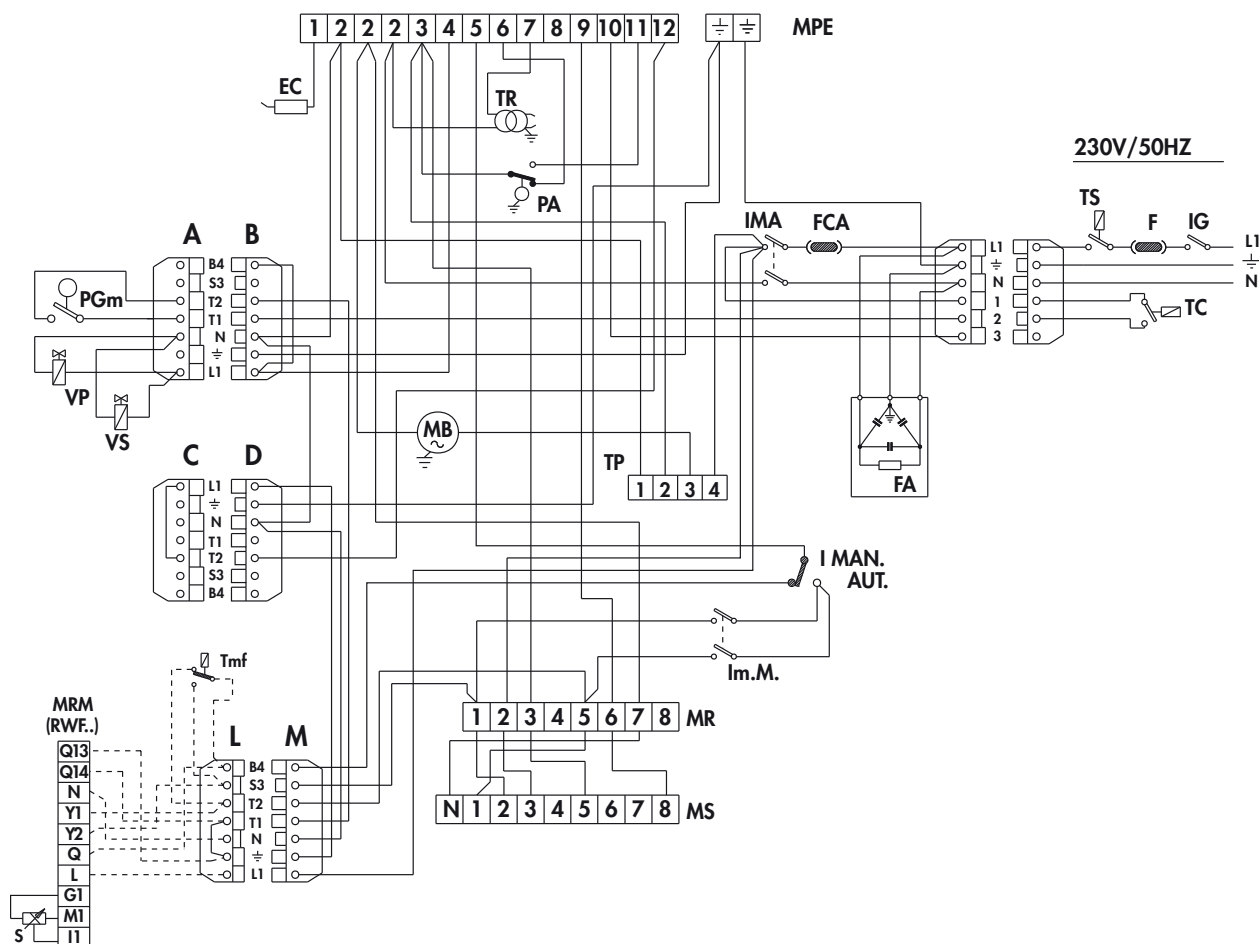 1 2 2 2 3 4 5 6 7 8 9 10 11 12
MPE
EC
TR
PA
230V/50HZ
TS F IG
L1
N
IMA FCA
L1
N
1
2
3
TC
FA
A B
B4
S3
T2
T1
N
L1
PGm
VP
VS
MB
TP
1 2 3 4
C D
L1
N
T1
T2
S3
B4
I MAN.
AUT.
Im.M.
Tmf
1 2 3 4 5 6 7 8 MR
N 1 2 3 4 5 6 7 8 MS
L M
B4
S3
T2
T1
N
L1
MRM
(RWF..)
Q13
Q14
N
Y1
Y2
Q
L
G1
M1
I1
S